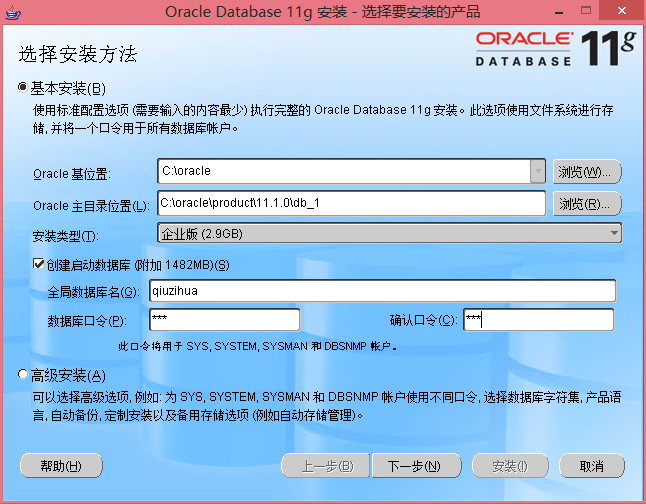 Oracle Database 11g 安装 - 选择要安装的产品
选择安装方法
ORACLE
DATABASE 11g
基本安装(B)
使用标准配置选项 (需要输入的内容最少) 执行完整的 Oracle Database 11g 安装。此选项使用文件系统进行存
储, 并将一个口令用于所有数据库帐户。
Oracle 基位置: C:\oracle 浏览(W)...
Oracle 主目录位置(L): C:\oracle\product\11.1.0\db_1 浏览(R)...
安装类型(T): 企业版 (2.9GB)
创建启动数据库 (附加 1482MB)(S)
全局数据库名(G): qiuzihua
数据库口令(P): *** 确认口令(C): ***
此口令将用于 SYS, SYSTEM, SYSMAN 和 DBSNMP 帐户。
高级安装(A)
可以选择高级选项, 例如: 为 SYS, SYSTEM, SYSMAN 和 DBSNMP 帐户使用不同口令, 选择数据库字符集, 产品语
言, 自动备份, 定制安装以及备用存储选项 (例如自动存储管理)。
帮助(H) 上一步(B) 下一步(N) 安装(I) 取消